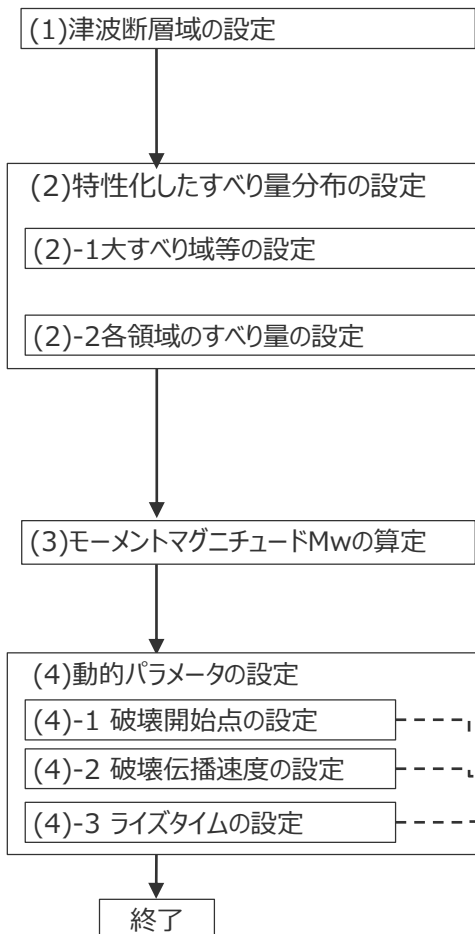 (1)津波断層域の設定
(2)特性化したすべり量分布の設定
(2)-1大すべり域等の設定
(2)-2各領域のすべり量の設定
(3)モーメントマグニチュードMwの算定
(4)動的パラメータの設定
(4)-1 破壊開始点の設定
(4)-2 破壊伝播速度の設定
(4)-3 ライズタイムの設定
終了